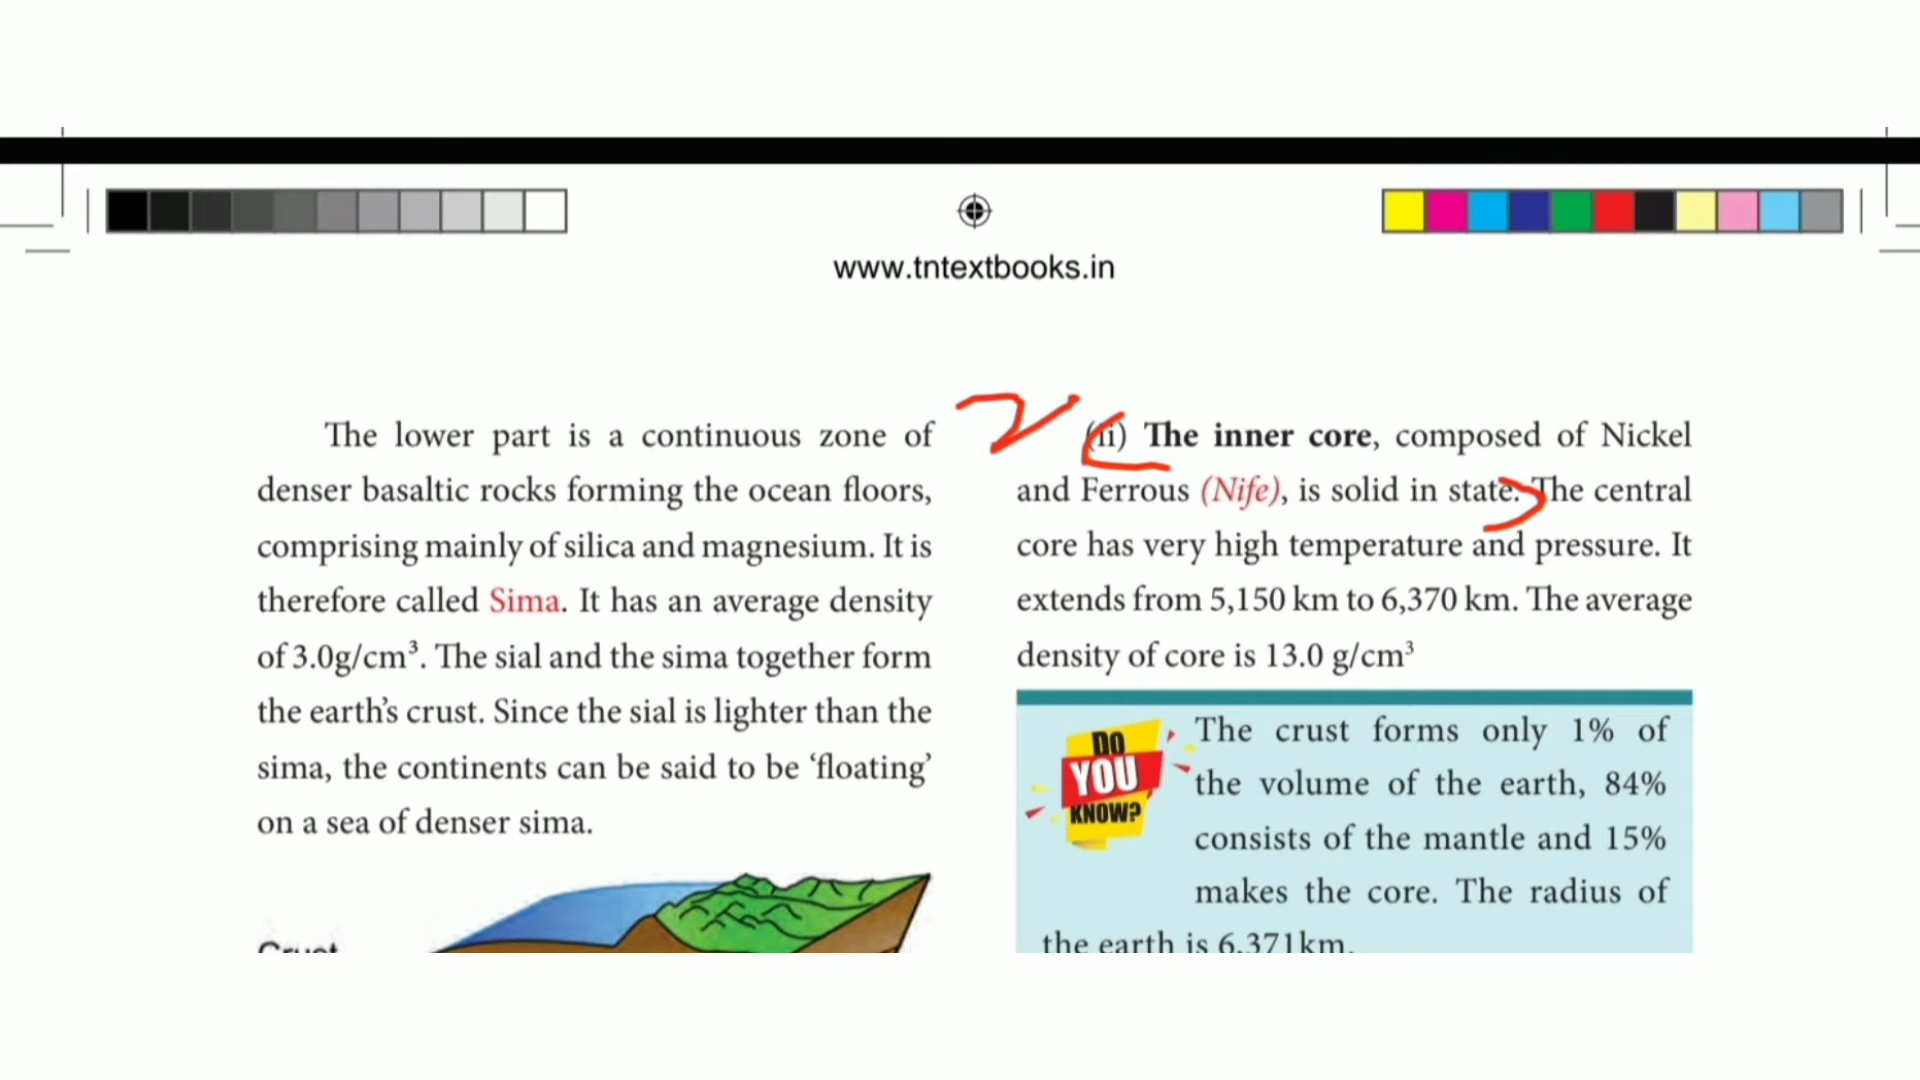 www.tntextbooks.in
The lower part is a continuous zone of
denser basaltic rocks forming the ocean floors,
comprising mainly of silica and magnesium. It is
therefore called Sima. It has an average density
of 3.0g/cm³. The sial and the sima together form
the earth's crust. Since the sial is lighter than the
sima, the continents can be said to be ‘floating’
on a sea of denser sima.
Crust
(ii) The inner core, composed of Nickel
and Ferrous (Nife), is solid in state. The central
core has very high temperature and pressure. It
extends from 5,150 km to 6,370 km. The average
density of core is 13.0 g/cm³
DO
YOU
KNOW?
The crust forms only 1% of
the volume of the earth, 84%
consists of the mantle and 15%
makes the core. The radius of
the earth is 6,371km.